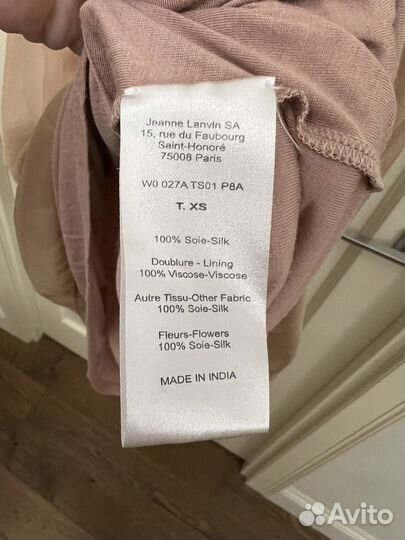 Jeanne Lanvin SA
15, rue du Faubourg
Saint-Honoré
75008 Paris
W0 027A TS01 P8A
T. XS
100% Soie-Silk
Doublure - Lining
100% Viscose-Viscose
Autre Tissu-Other Fabric
100% Soie-Silk
Fleurs-Flowers
100% Soie-Silk
MADE IN INDIA
Avito